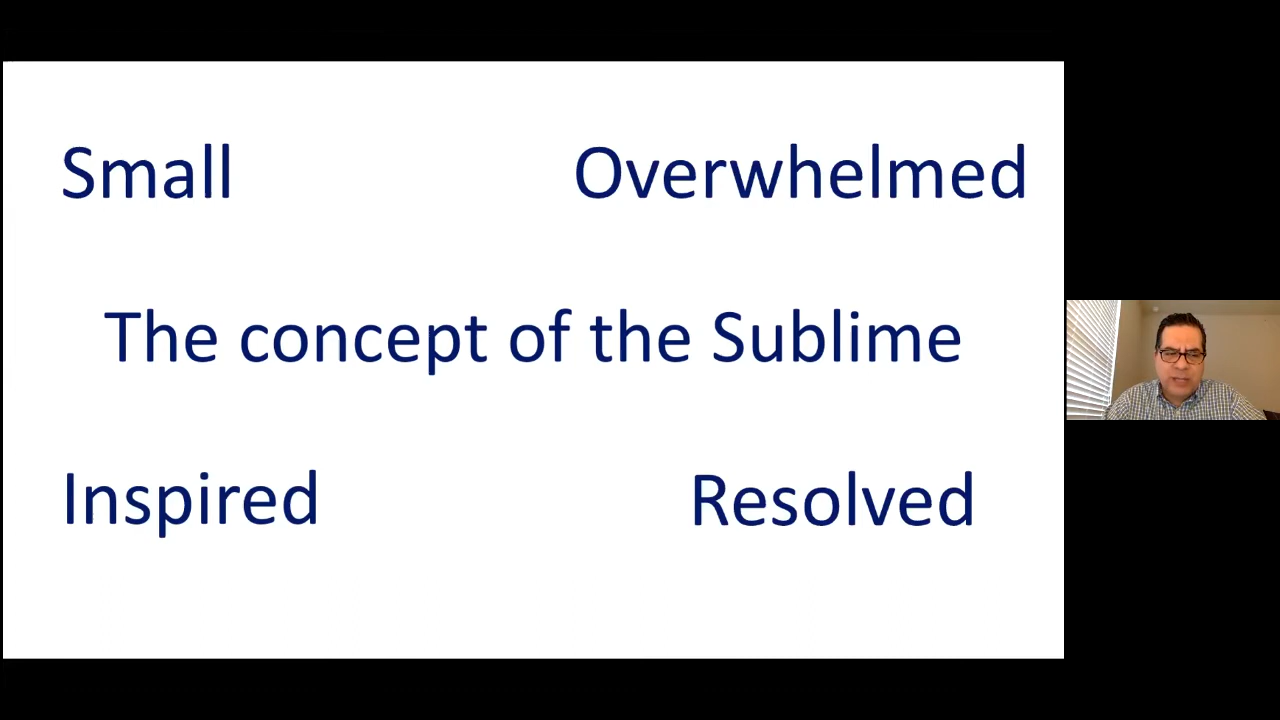 Small Overwhelmed
The concept of the Sublime
Inspired Resolved